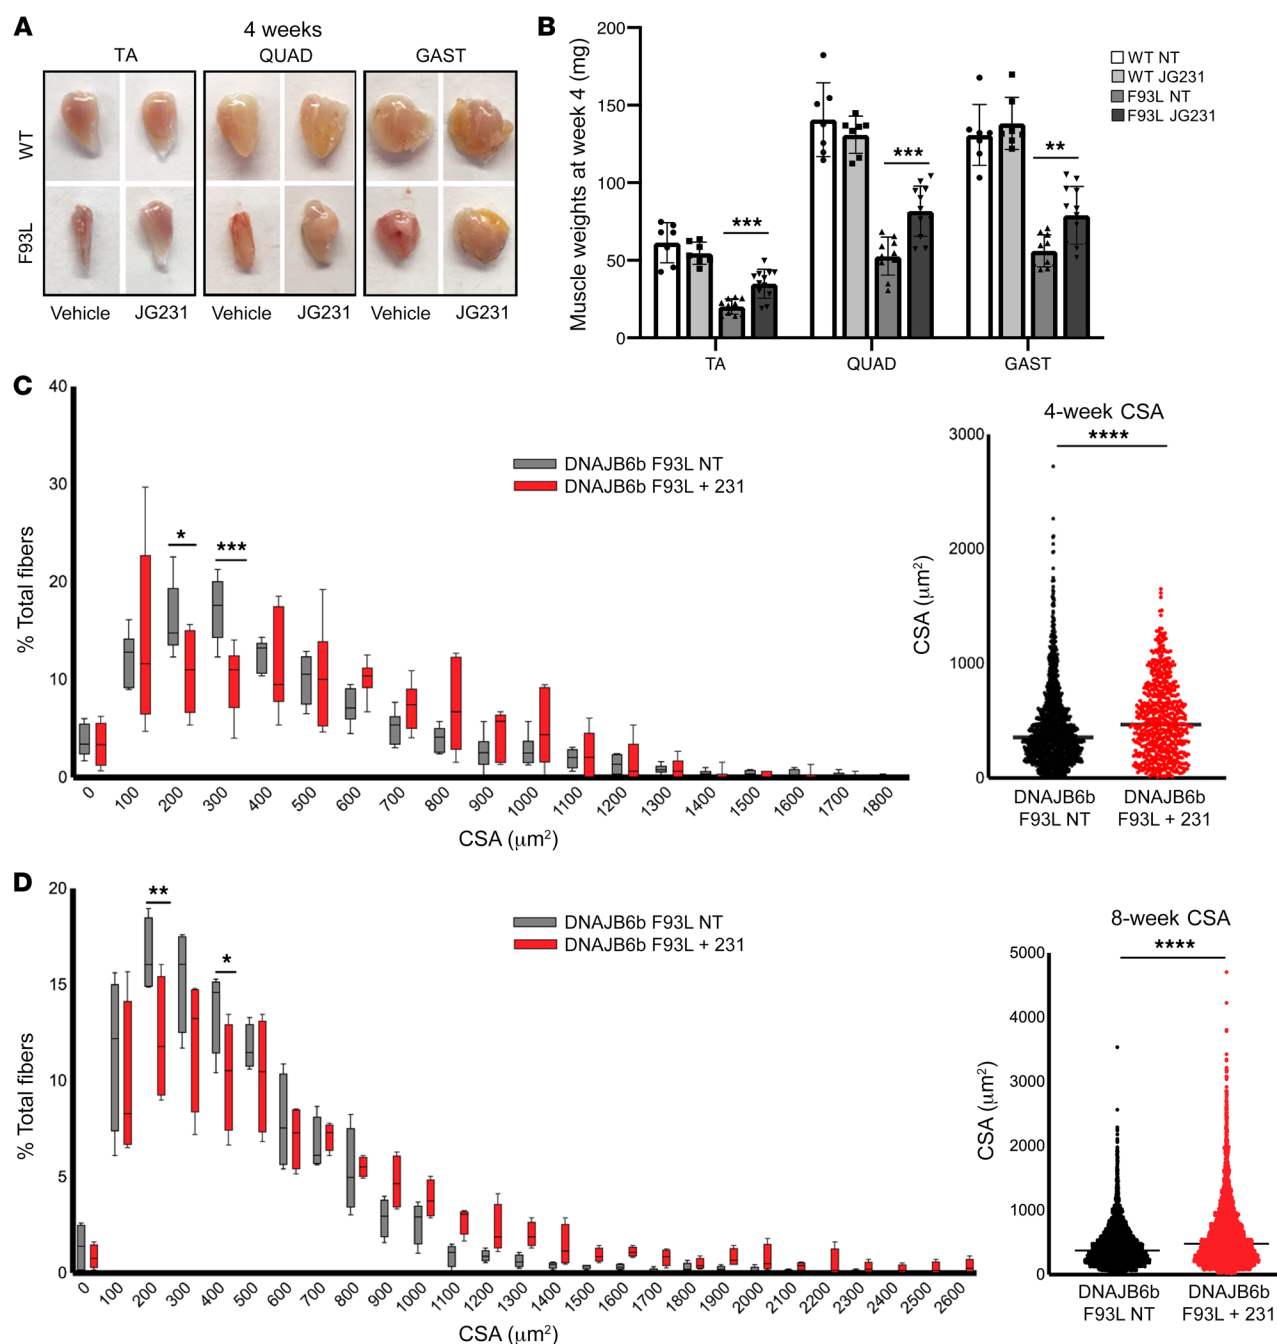 A
4 weeks
TA QUAD GAST
WT
F93L
Vehicle JG231 Vehicle JG231 Vehicle JG231
B
Muscle weights at week 4 (mg)
200
150
100
50
0
*** *** **
TA QUAD GAST
WT NT
WT JG231
F93L NT
F93L JG231
C
% Total fibers
40
30
20
10
0
* ***
DNAJB6b F93L NT
DNAJB6b F93L + 231
0 100 200 300 400 500 600 700 800 900 1000 1100 1200 1300 1400 1500 1600 1700 1800
CSA (μm²)
4-week CSA
****
CSA (μm²)
3000
2000
1000
0
DNAJB6b DNAJB6b
F93L NT F93L + 231
D
% Total fibers
20
15
10
5
0
** *
DNAJB6b F93L NT
DNAJB6b F93L + 231
0 100 200 300 400 500 600 700 800 900 1000 1100 1200 1300 1400 1500 1600 1700 1800 1900 2000 2100 2200 2300 2400 2500 2600
CSA (μm²)
8-week CSA
****
CSA (μm²)
5000
4000
3000
2000
1000
0
DNAJB6b DNAJB6b
F93L NT F93L + 231